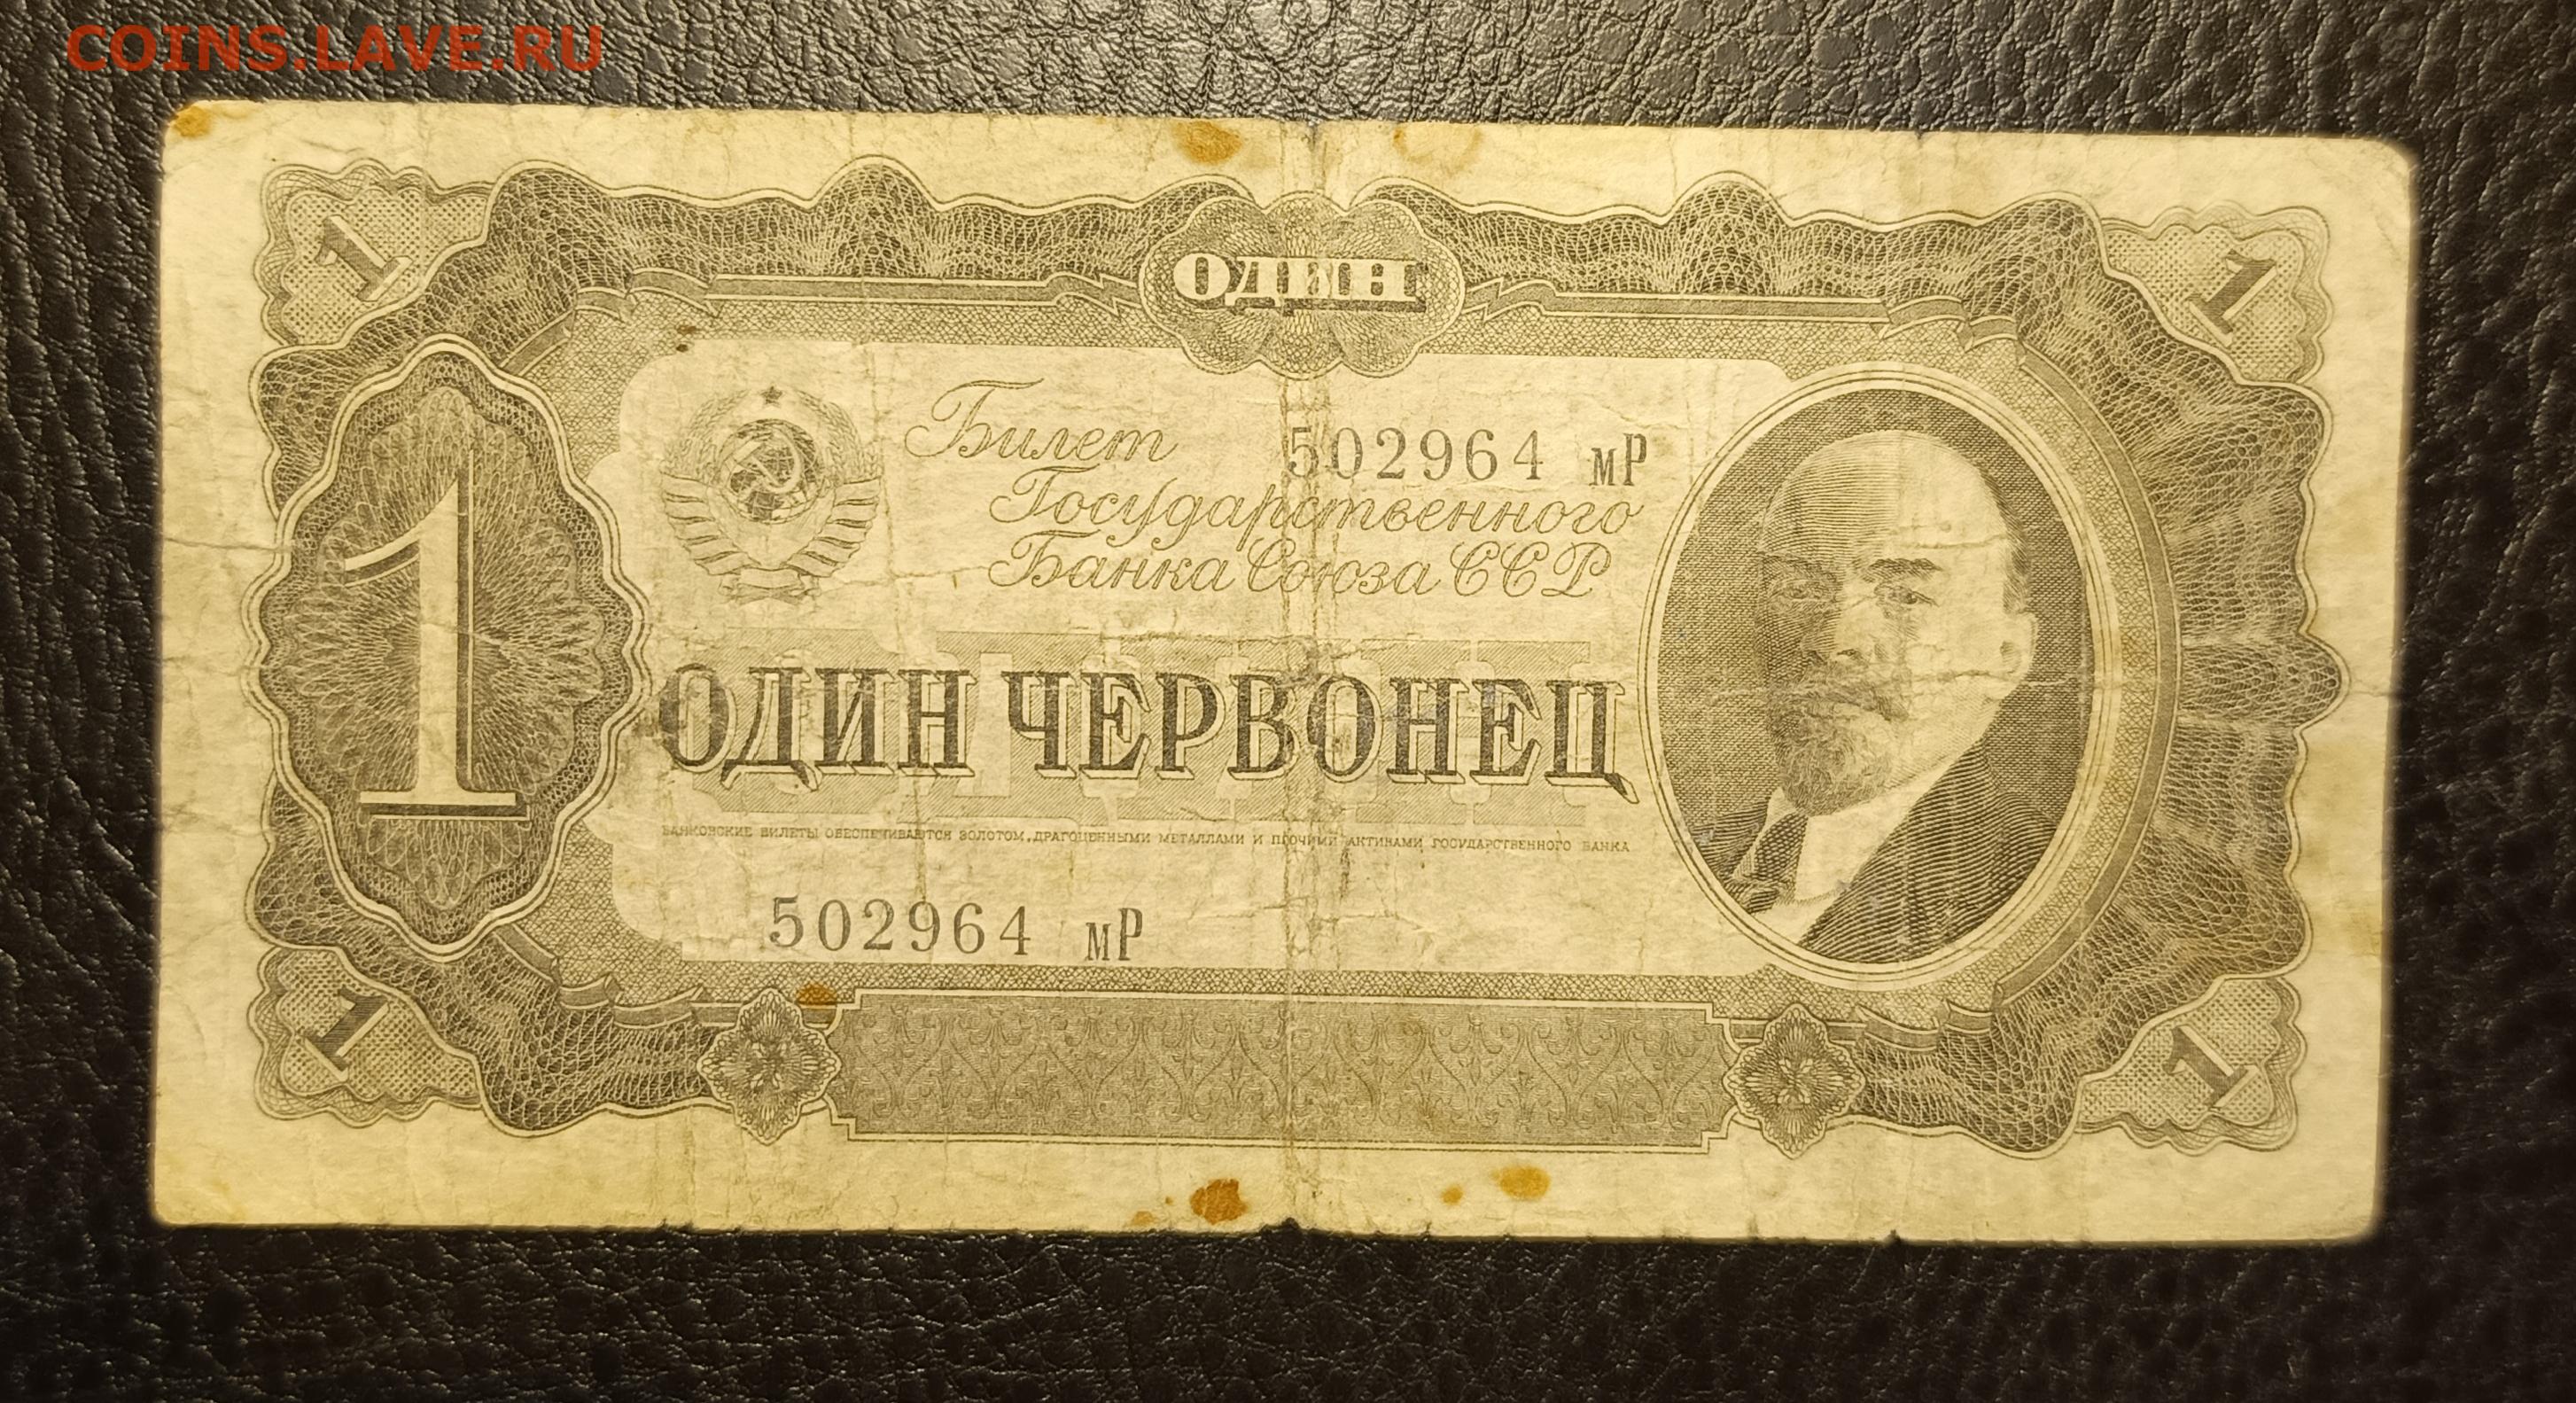 COINS.LAVE.RU
1
1
ОДИН
Билет
502964 мР
Государственного
Банка Союза ССР
1
ОДИН ЧЕРВОНЕЦ
БАНКОВСКИЕ БИЛЕТЫ ОБЕСПЕЧИВАЮТСЯ ЗОЛОТОМ, ДРАГОЦЕННЫМИ МЕТАЛЛАМИ И ПРОЧИМИ АКТИВАМИ ГОСУДАРСТВЕННОГО БАНКА
502964 мР
1
1